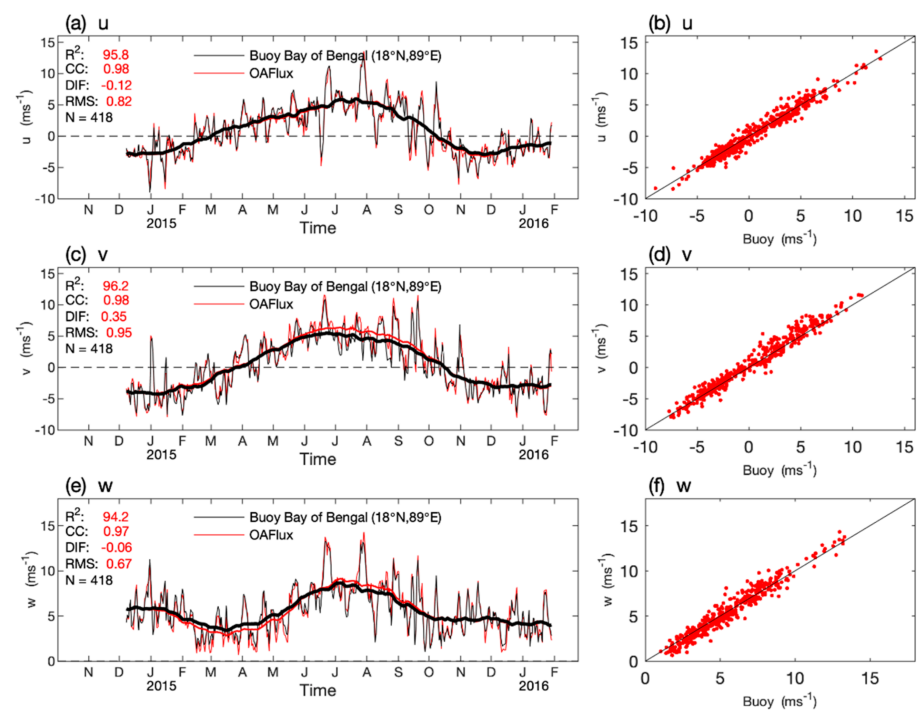 (a) u
(b) u
R²: 95.8
CC: 0.98
DIF: -0.12
RMS: 0.82
N = 418
Buoy Bay of Bengal (18°N,89°E)
OAFlux
u (ms⁻¹)
15
10
5
0
-5
-10
N D J F M A M J J A S O N D J F
2015
2016
Time
u (ms⁻¹)
15
10
5
0
-5
-10
-10 -5 0 5 10 15
Buoy (ms⁻¹)
(c) v
(d) v
R²: 96.2
CC: 0.98
DIF: 0.35
RMS: 0.95
N = 418
Buoy Bay of Bengal (18°N,89°E)
OAFlux
v (ms⁻¹)
15
10
5
0
-5
-10
N D J F M A M J J A S O N D J F
2015
2016
Time
v (ms⁻¹)
15
10
5
0
-5
-10
-10 -5 0 5 10 15
Buoy (ms⁻¹)
(e) w
(f) w
R²: 94.2
CC: 0.97
DIF: -0.06
RMS: 0.67
N = 418
Buoy Bay of Bengal (18°N,89°E)
OAFlux
w (ms⁻¹)
15
10
5
0
N D J F M A M J J A S O N D J F
2015
2016
Time
w (ms⁻¹)
15
10
5
0
0 5 10 15
Buoy (ms⁻¹)